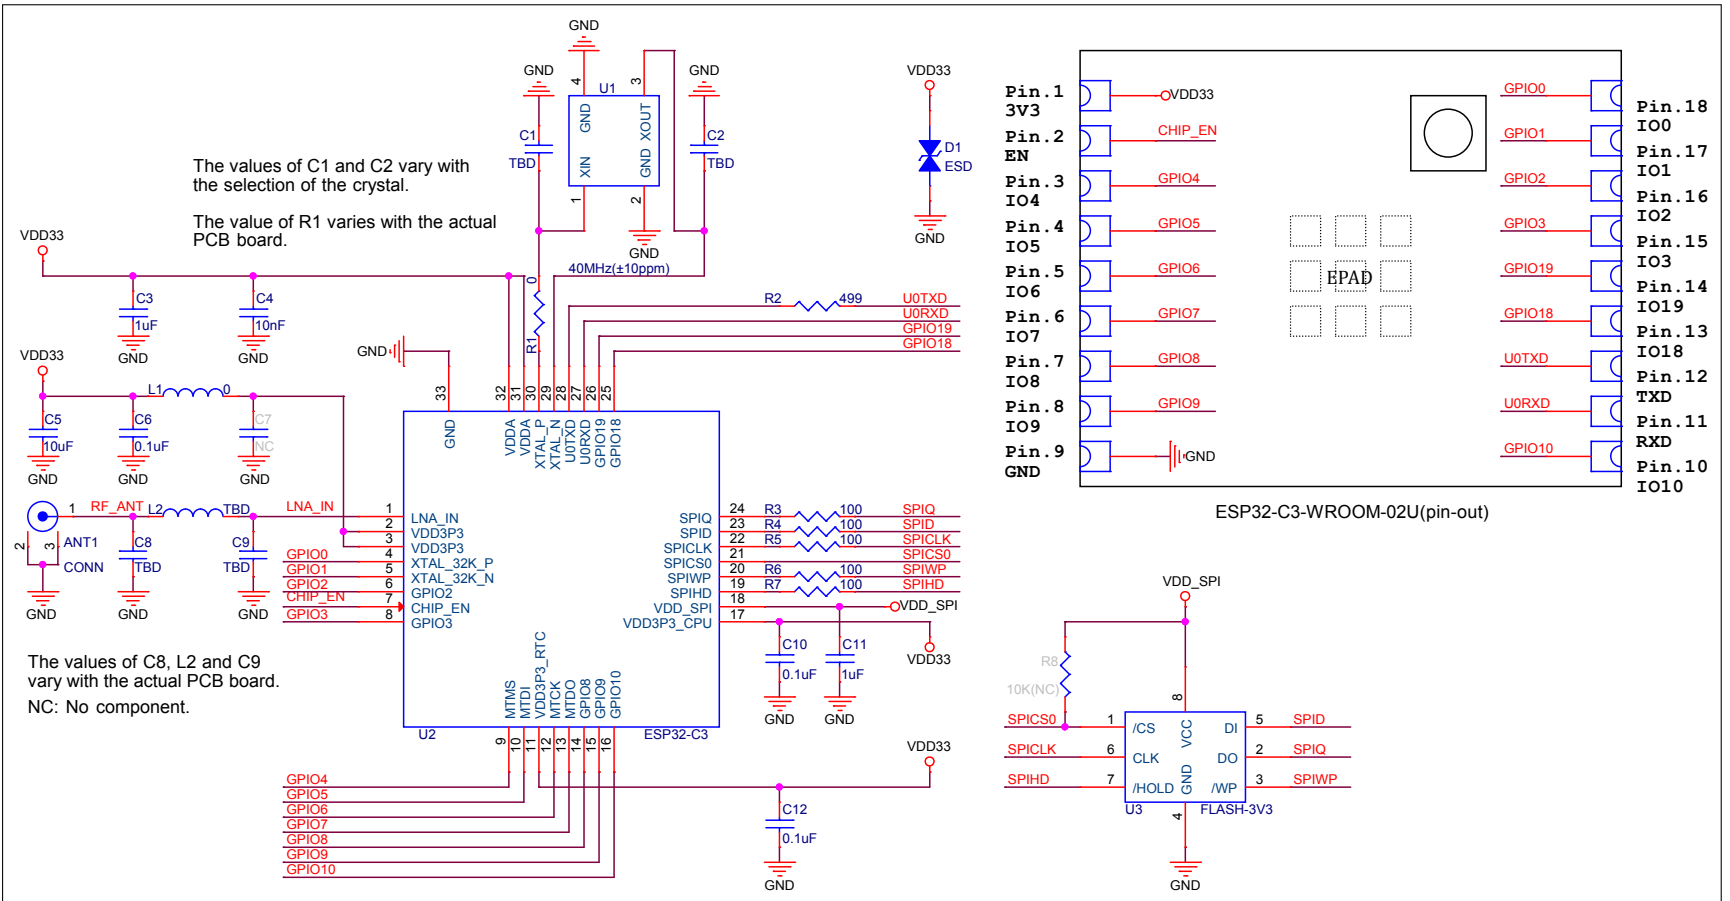 GND
GND
4
3
GND
U1
GND
XOUT
C1
TBD
XIN
GND
C2
TBD
1
2
GND
40MHz(±10ppm)
The values of C1 and C2 vary with
the selection of the crystal.
The value of R1 varies with the actual
PCB board.
VDD33
D1
ESD
GND
VDD33
C3
1uF
GND
C4
10nF
GND
0
R1
R2
499
U0TXD
U0RXD
GPIO19
GPIO18
GND
VDD33
L1
0
C5
10uF
GND
C6
0.1uF
GND
C7
NC
GND
33
32
31
30
29
28
27
26
25
GND
VDDA
VDDA
XTAL_P
XTAL_N
U0TXD
U0RXD
GPIO19
GPIO18
1
RF_ANT
L2
TBD
LNA_IN
2
3
ANT1
CONN
GND
C8
TBD
GND
C9
TBD
GND
GPIO0
GPIO1
GPIO2
CHIP_EN
GPIO3
1
LNA_IN
2
VDD3P3
3
VDD3P3
4
XTAL_32K_P
5
XTAL_32K_N
6
GPIO2
7
CHIP_EN
8
GPIO3
SPIQ
24
R3
100
SPIQ
SPID
23
R4
100
SPID
SPICLK
22
R5
100
SPICLK
SPICS0
21
SPICS0
SPIWP
20
R6
100
SPIWP
SPIHD
19
R7
100
SPIHD
VDD_SPI
18
VDD_SPI
VDD3P3_CPU
17
VDD33
C10
0.1uF
GND
C11
1uF
GND
The values of C8, L2 and C9
vary with the actual PCB board.
NC: No component.
MTMS
MTDI
VDD3P3_RTC
MTCK
MTDO
GPIO8
GPIO9
GPIO10
U2
ESP32-C3
9
10
11
12
13
14
15
16
GPIO4
GPIO5
GPIO6
GPIO7
GPIO8
GPIO9
GPIO10
VDD33
C12
0.1uF
GND
Pin.1
3V3
VDD33
Pin.2
EN
CHIP_EN
Pin.3
IO4
GPIO4
Pin.4
IO5
GPIO5
Pin.5
IO6
GPIO6
Pin.6
IO7
GPIO7
Pin.7
IO8
GPIO8
Pin.8
IO9
GPIO9
Pin.9
GND
GND
EPAD
GPIO0
Pin.18
IO0
GPIO1
Pin.17
IO1
GPIO2
Pin.16
IO2
GPIO3
Pin.15
IO3
GPIO19
Pin.14
IO19
GPIO18
Pin.13
IO18
U0TXD
Pin.12
TXD
U0RXD
Pin.11
RXD
GPIO10
Pin.10
IO10
ESP32-C3-WROOM-02U(pin-out)
VDD_SPI
R8
10K(NC)
8
SPICS0
1
/CS
VCC
DI
5
SPID
SPICLK
6
CLK
DO
2
SPIQ
SPIHD
7
/HOLD
GND
/WP
3
SPIWP
U3
FLASH-3V3
4
GND